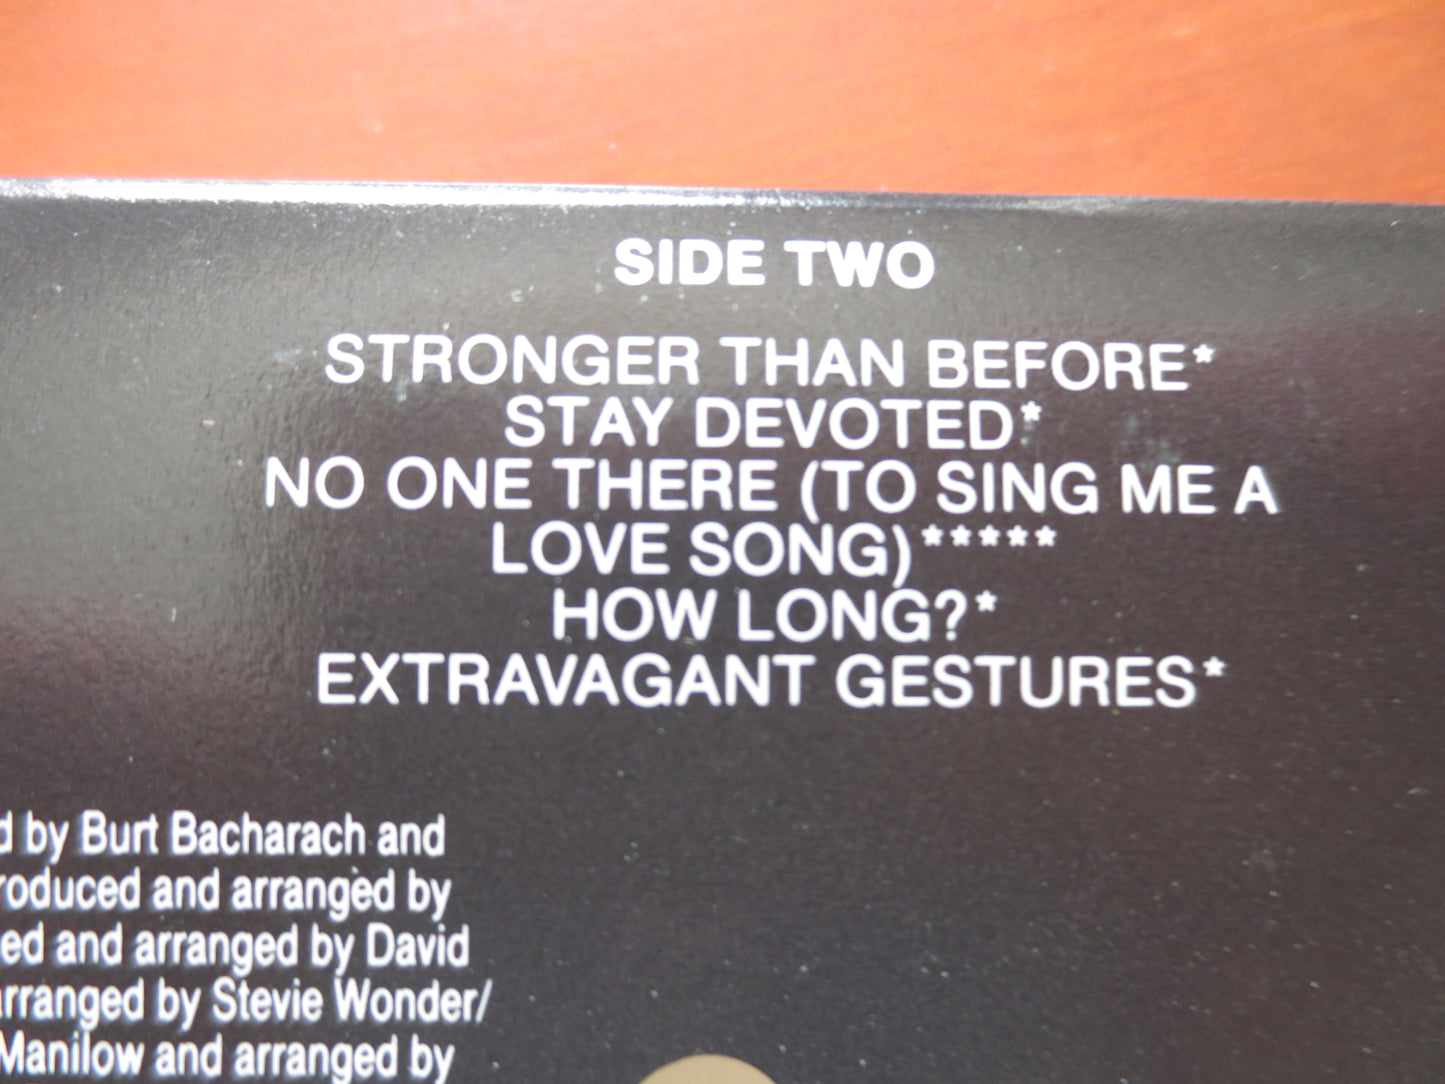 SIDE TWO
STRONGER THAN BEFORE*
STAY DEVOTED*
NO ONE THERE (TO SING ME A
LOVE SONG)*****
HOW LONG?*
EXTRAVAGANT GESTURES*
d by Burt Bacharach and
roduced and arranged by
ed and arranged by David
arranged by Stevie Wonder/
Manilow and arranged by